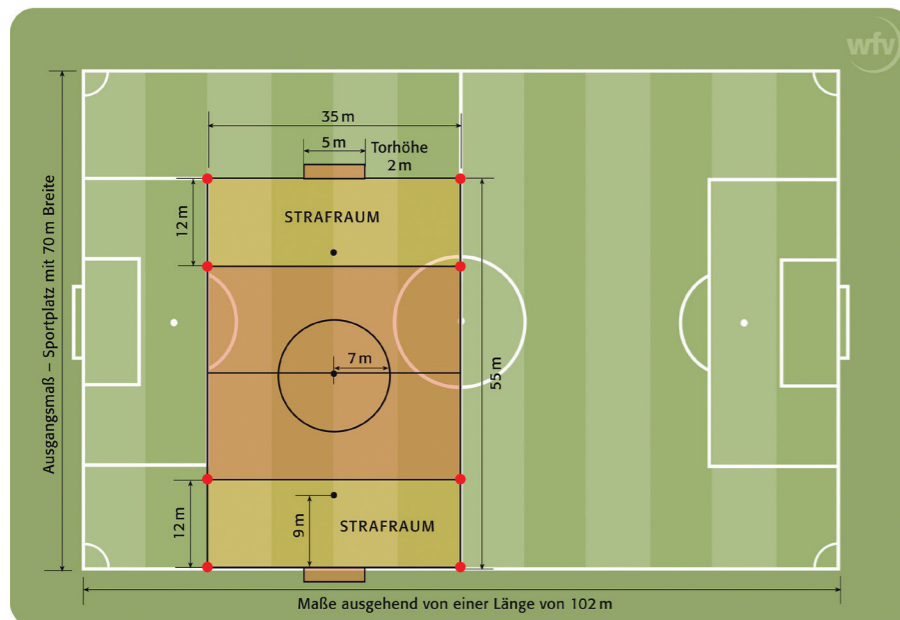 wfv
35 m
5 m
Torhöhe
2 m
12 m
STRAFRAUM
Ausgangsmaß – Sportplatz mit 70 m Breite
7 m
55 m
12 m
9 m
STRAFRAUM
Maße ausgehend von einer Länge von 102 m